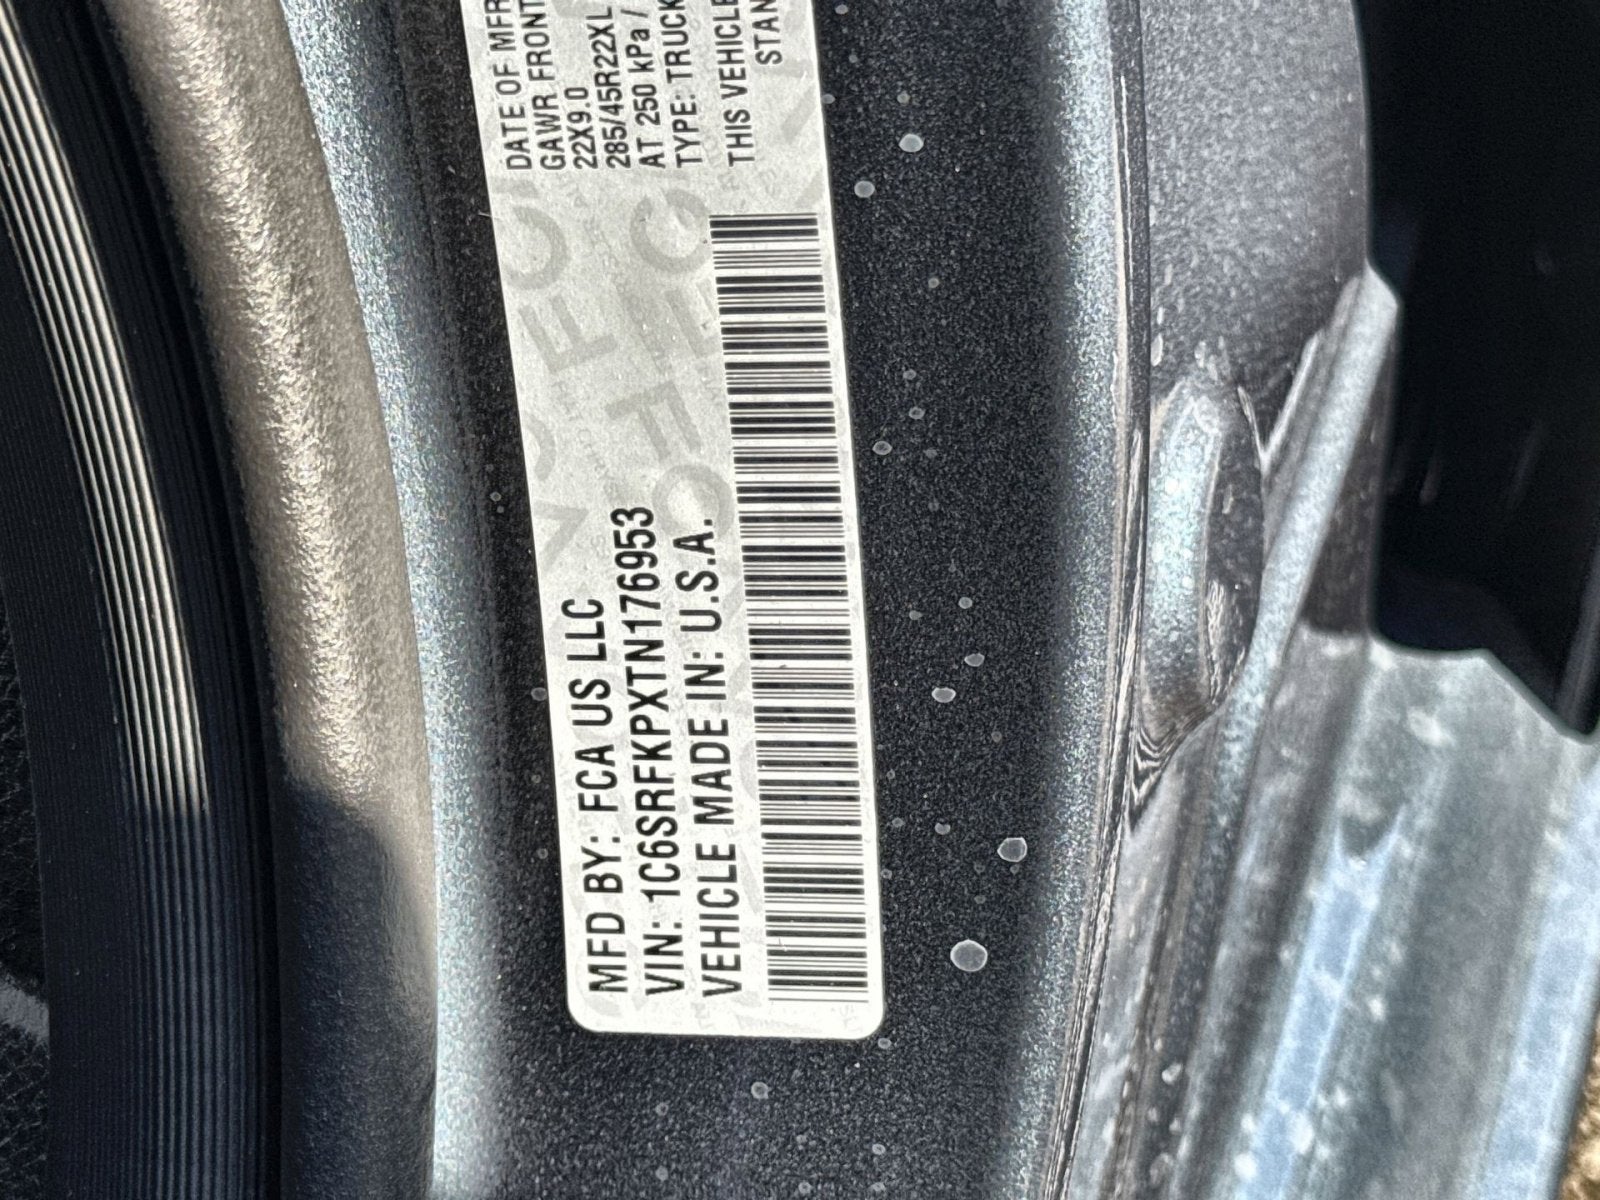 MFD BY: FCA US LLC
VIN: 1C6SRFKPXTN176953
VEHICLE MADE IN: U.S.A.
DATE OF MFR
GAWR FRONT
22X9.0
285/45R22XL
AT 250 kPa /
TYPE: TRUCK
THIS VEHICLE
STAN